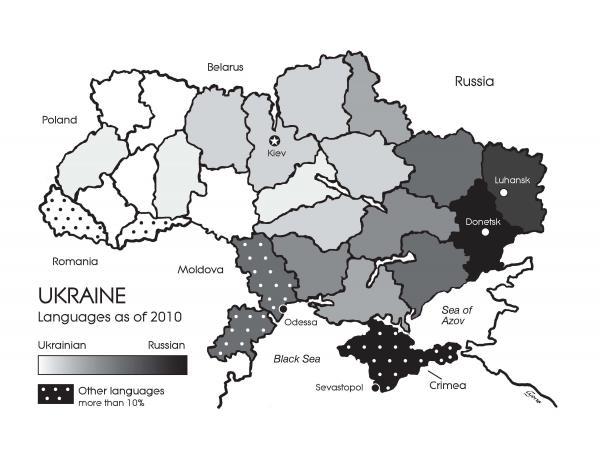 Belarus
Russia
Poland
Kiev
Luhansk
Donetsk
Romania
Moldova
UKRAINE
Languages as of 2010
Ukrainian
Russian
Other languages
more than 10%
Odessa
Sea of
Azov
Black Sea
Sevastopol
Crimea